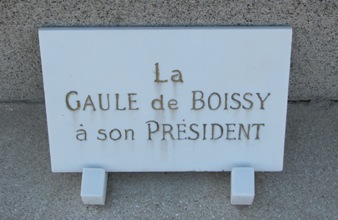 La
GAULE de BOISSY
à son PRÉSIDENT